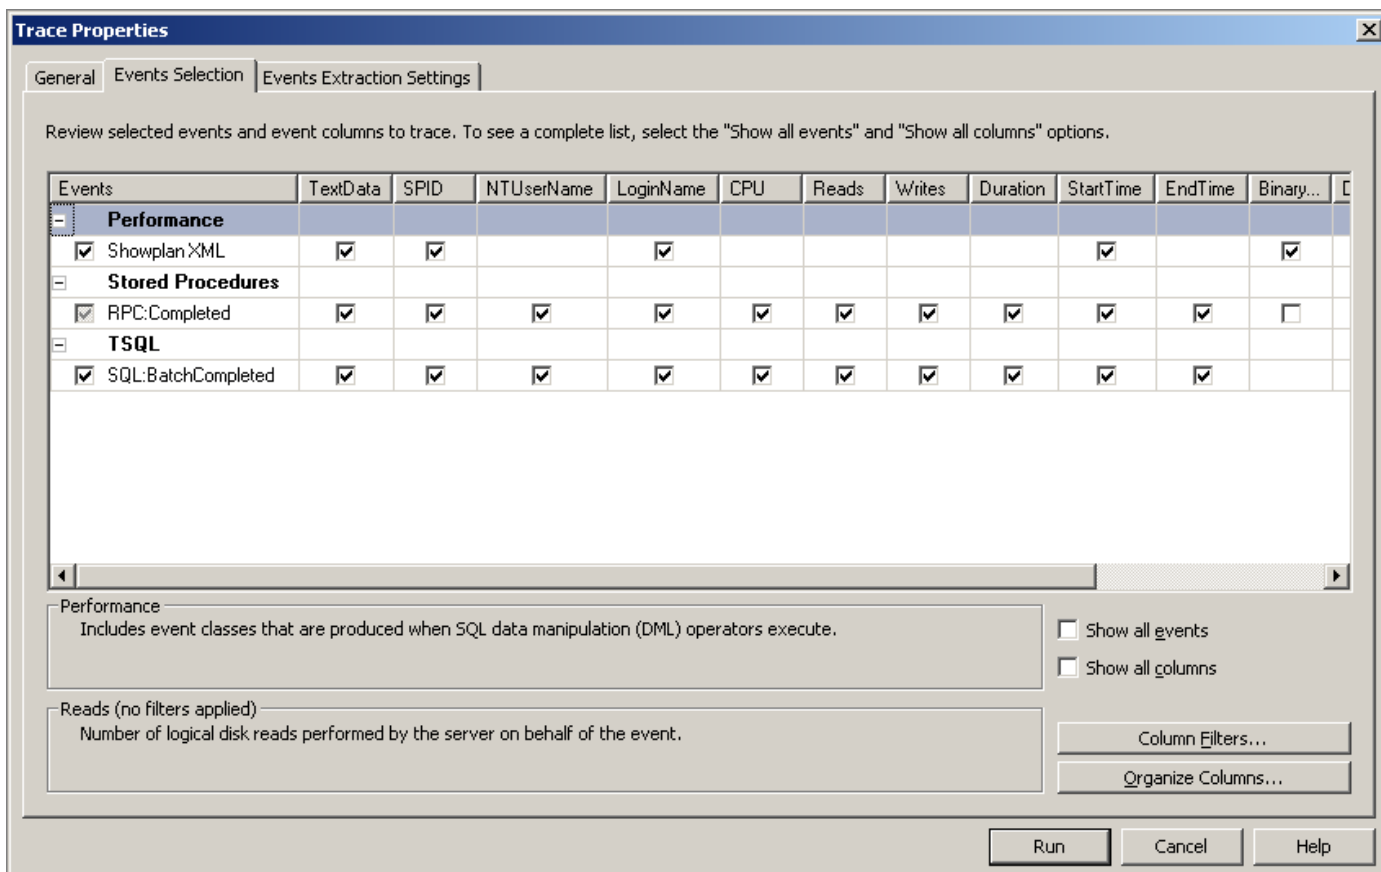 Trace Properties
General Events Selection Events Extraction Settings
Review selected events and event columns to trace. To see a complete list, select the "Show all events" and "Show all columns" options.
Events TextData SPID NTUserName LoginName CPU Reads Writes Duration StartTime EndTime Binary... D
Performance
Showplan XML
Stored Procedures
RPC:Completed
TSQL
SQL:BatchCompleted
Performance
Includes event classes that are produced when SQL data manipulation (DML) operators execute.
Show all events
Show all columns
Reads (no filters applied)
Number of logical disk reads performed by the server on behalf of the event.
Column Filters...
Organize Columns...
Run Cancel Help